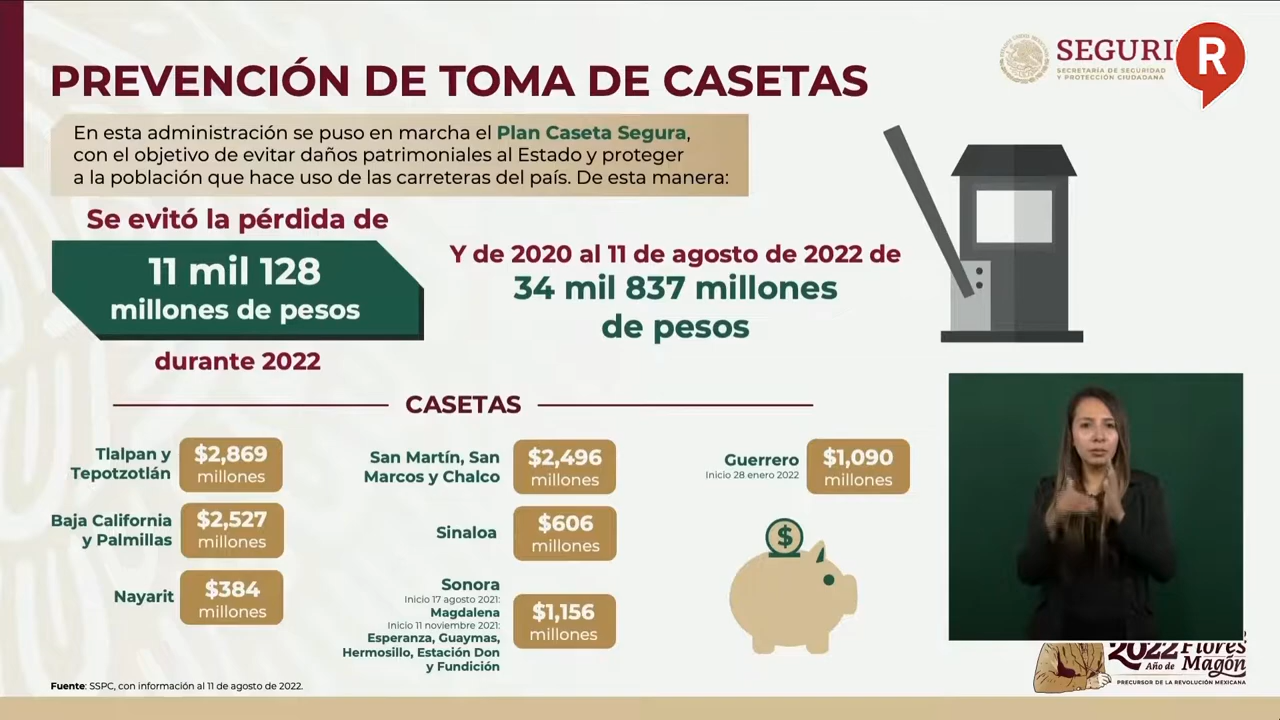 PREVENCIÓN DE TOMA DE CASETAS
SEGURI
SECRETARÍA DE SEGURIDAD
Y PROTECCIÓN CIUDADANA
R
En esta administración se puso en marcha el Plan Caseta Segura,
con el objetivo de evitar daños patrimoniales al Estado y proteger
a la población que hace uso de las carreteras del país. De esta manera:
Se evitó la pérdida de
11 mil 128
millones de pesos
durante 2022
Y de 2020 al 11 de agosto de 2022 de
34 mil 837 millones
de pesos
CASETAS
Tlalpan y
Tepotzotlán
$2,869
millones
Baja California
y Palmillas
$2,527
millones
Nayarit
$384
millones
San Martín, San
Marcos y Chalco
$2,496
millones
Sinaloa
$606
millones
Sonora
Inicio 17 agosto 2021:
Magdalena
Inicio 11 noviembre 2021:
Esperanza, Guaymas,
Hermosillo, Estación Don
y Fundición
$1,156
millones
Guerrero
Inicio 28 enero 2022
$1,090
millones
$
2022 Flores
Año de Magón
PRECURSOR DE LA REVOLUCIÓN MEXICANA
Fuente: SSPC, con información al 11 de agosto de 2022.